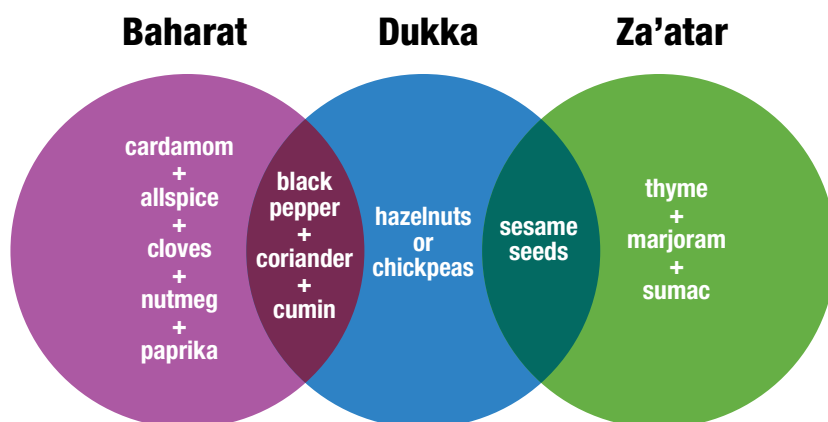 Baharat
Dukka
Za’atar
cardamom
+
allspice
+
cloves
+
nutmeg
+
paprika
black
pepper
+
coriander
+
cumin
hazelnuts
or
chickpeas
sesame
seeds
thyme
+
marjoram
+
sumac